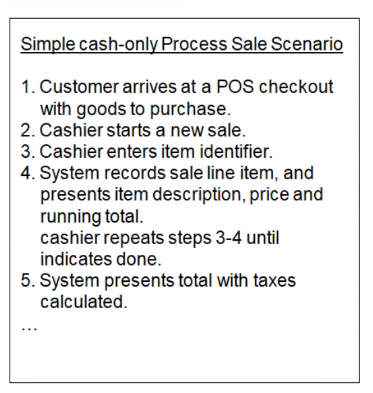 Simple cash-only Process Sale Scenario
1. Customer arrives at a POS checkout
with goods to purchase.
2. Cashier starts a new sale.
3. Cashier enters item identifier.
4. System records sale line item, and
presents item description, price and
running total.
cashier repeats steps 3-4 until
indicates done.
5. System presents total with taxes
calculated.
…